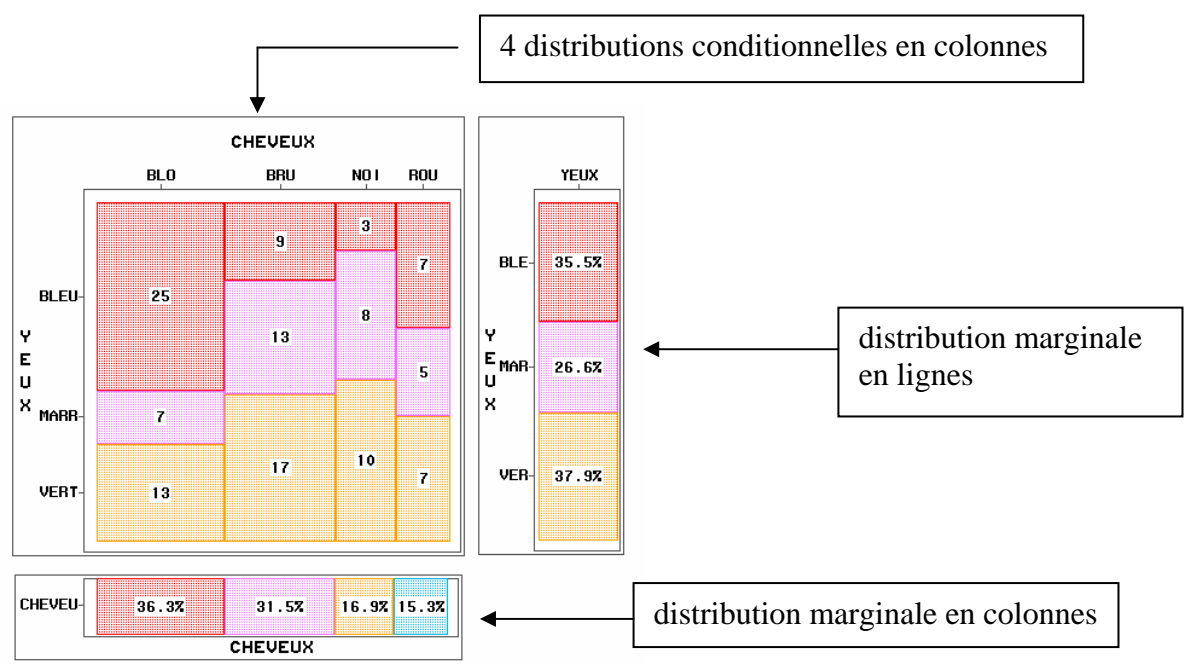 4 distributions conditionnelles en colonnes
CHEVEUX
BLO BRU NOI ROU
YEUX
BLEU
MARR
VERT
25 9 3 7
7 13 8 5
13 17 10 7
YEUX
YEUX
BLE 35.5%
MAR 26.6%
VER 37.9%
distribution marginale
en lignes
CHEVEU 36.3% 31.5% 16.9% 15.3%
CHEVEUX
distribution marginale en colonnes